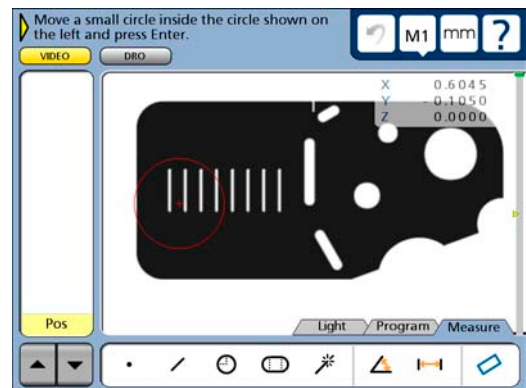 Move a small circle inside the circle shown on
the left and press Enter.
M1
mm
?
VIDEO
DRO
X 0.6045
Y - 0.1050
Z 0.0000
Pos
Light
Program
Measure